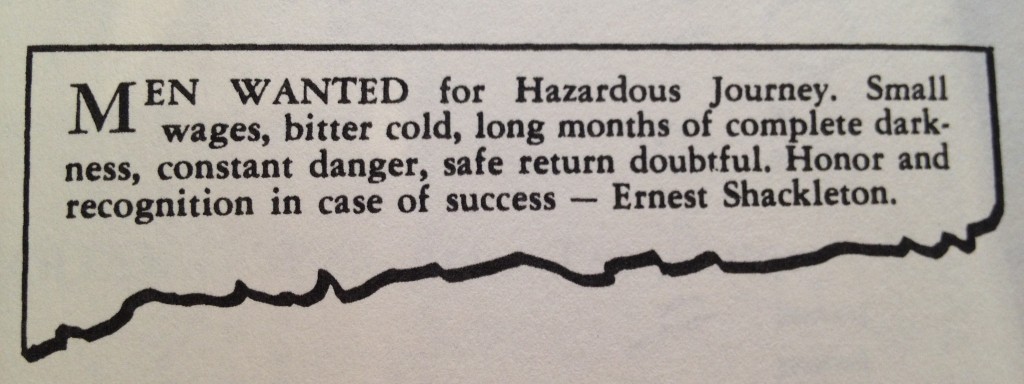 MEN WANTED for Hazardous Journey. Small
wages, bitter cold, long months of complete dark-
ness, constant danger, safe return doubtful. Honor and
recognition in case of success — Ernest Shackleton.